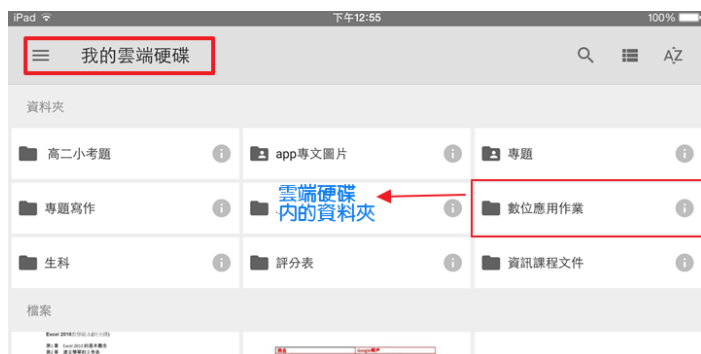 iPad 下午12:55 100%
我的雲端硬碟 AZ
資料夾
高二小考題 app專文圖片 專題
專題寫作 雲端硬碟 數位應用作業
內的資料夾
生科 評分表 資訊課程文件
檔案